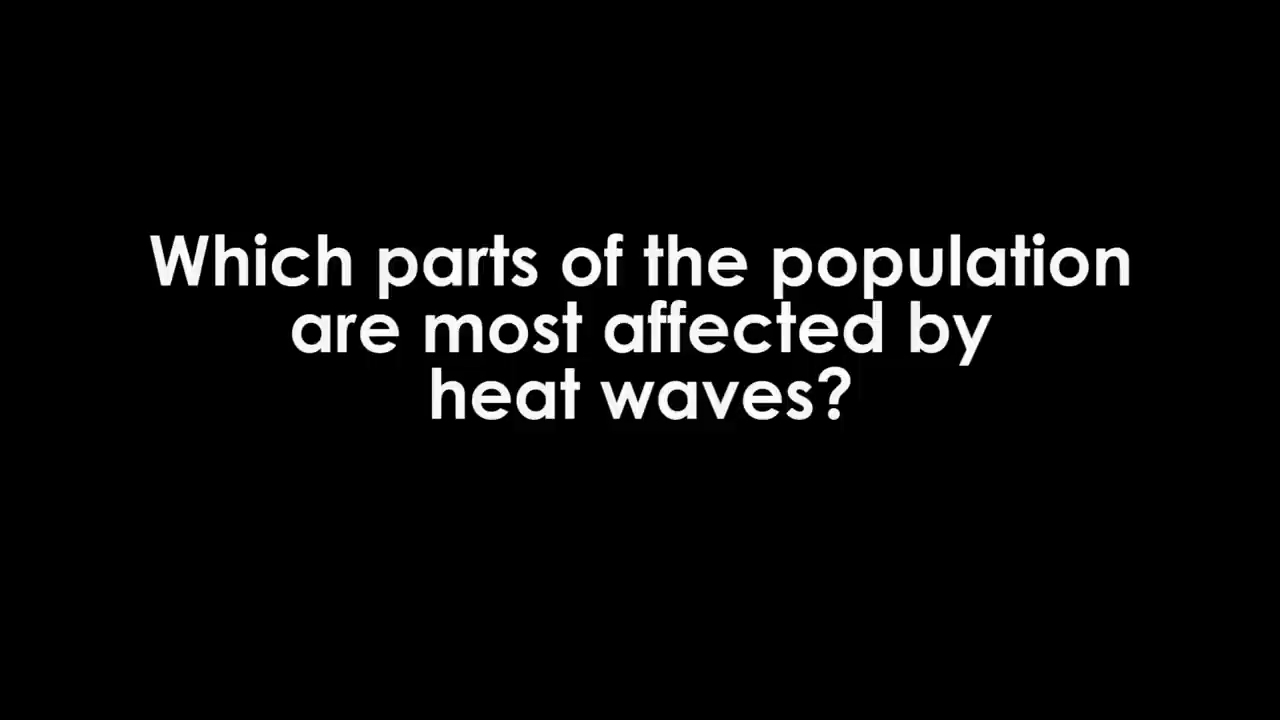 Which parts of the population
are most affected by
heat waves?